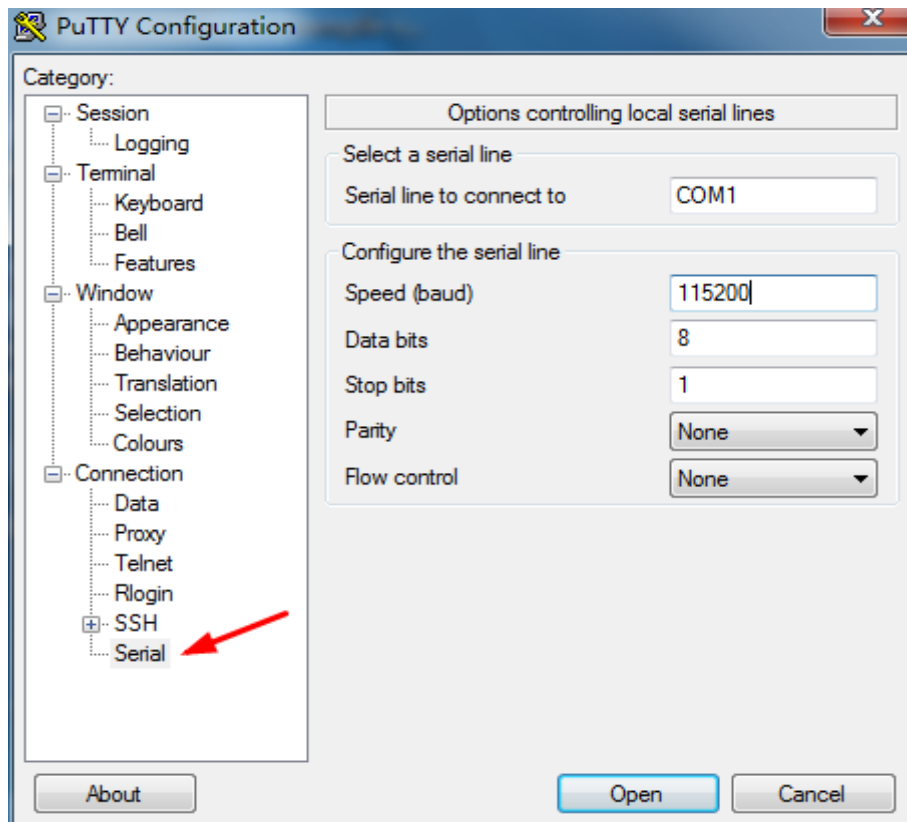 PuTTY Configuration
Category:
Session
Logging
Terminal
Keyboard
Bell
Features
Window
Appearance
Behaviour
Translation
Selection
Colours
Connection
Data
Proxy
Telnet
Rlogin
SSH
Serial
Options controlling local serial lines
Select a serial line
Serial line to connect to COM1
Configure the serial line
Speed (baud) 115200
Data bits 8
Stop bits 1
Parity None
Flow control None
About Open Cancel